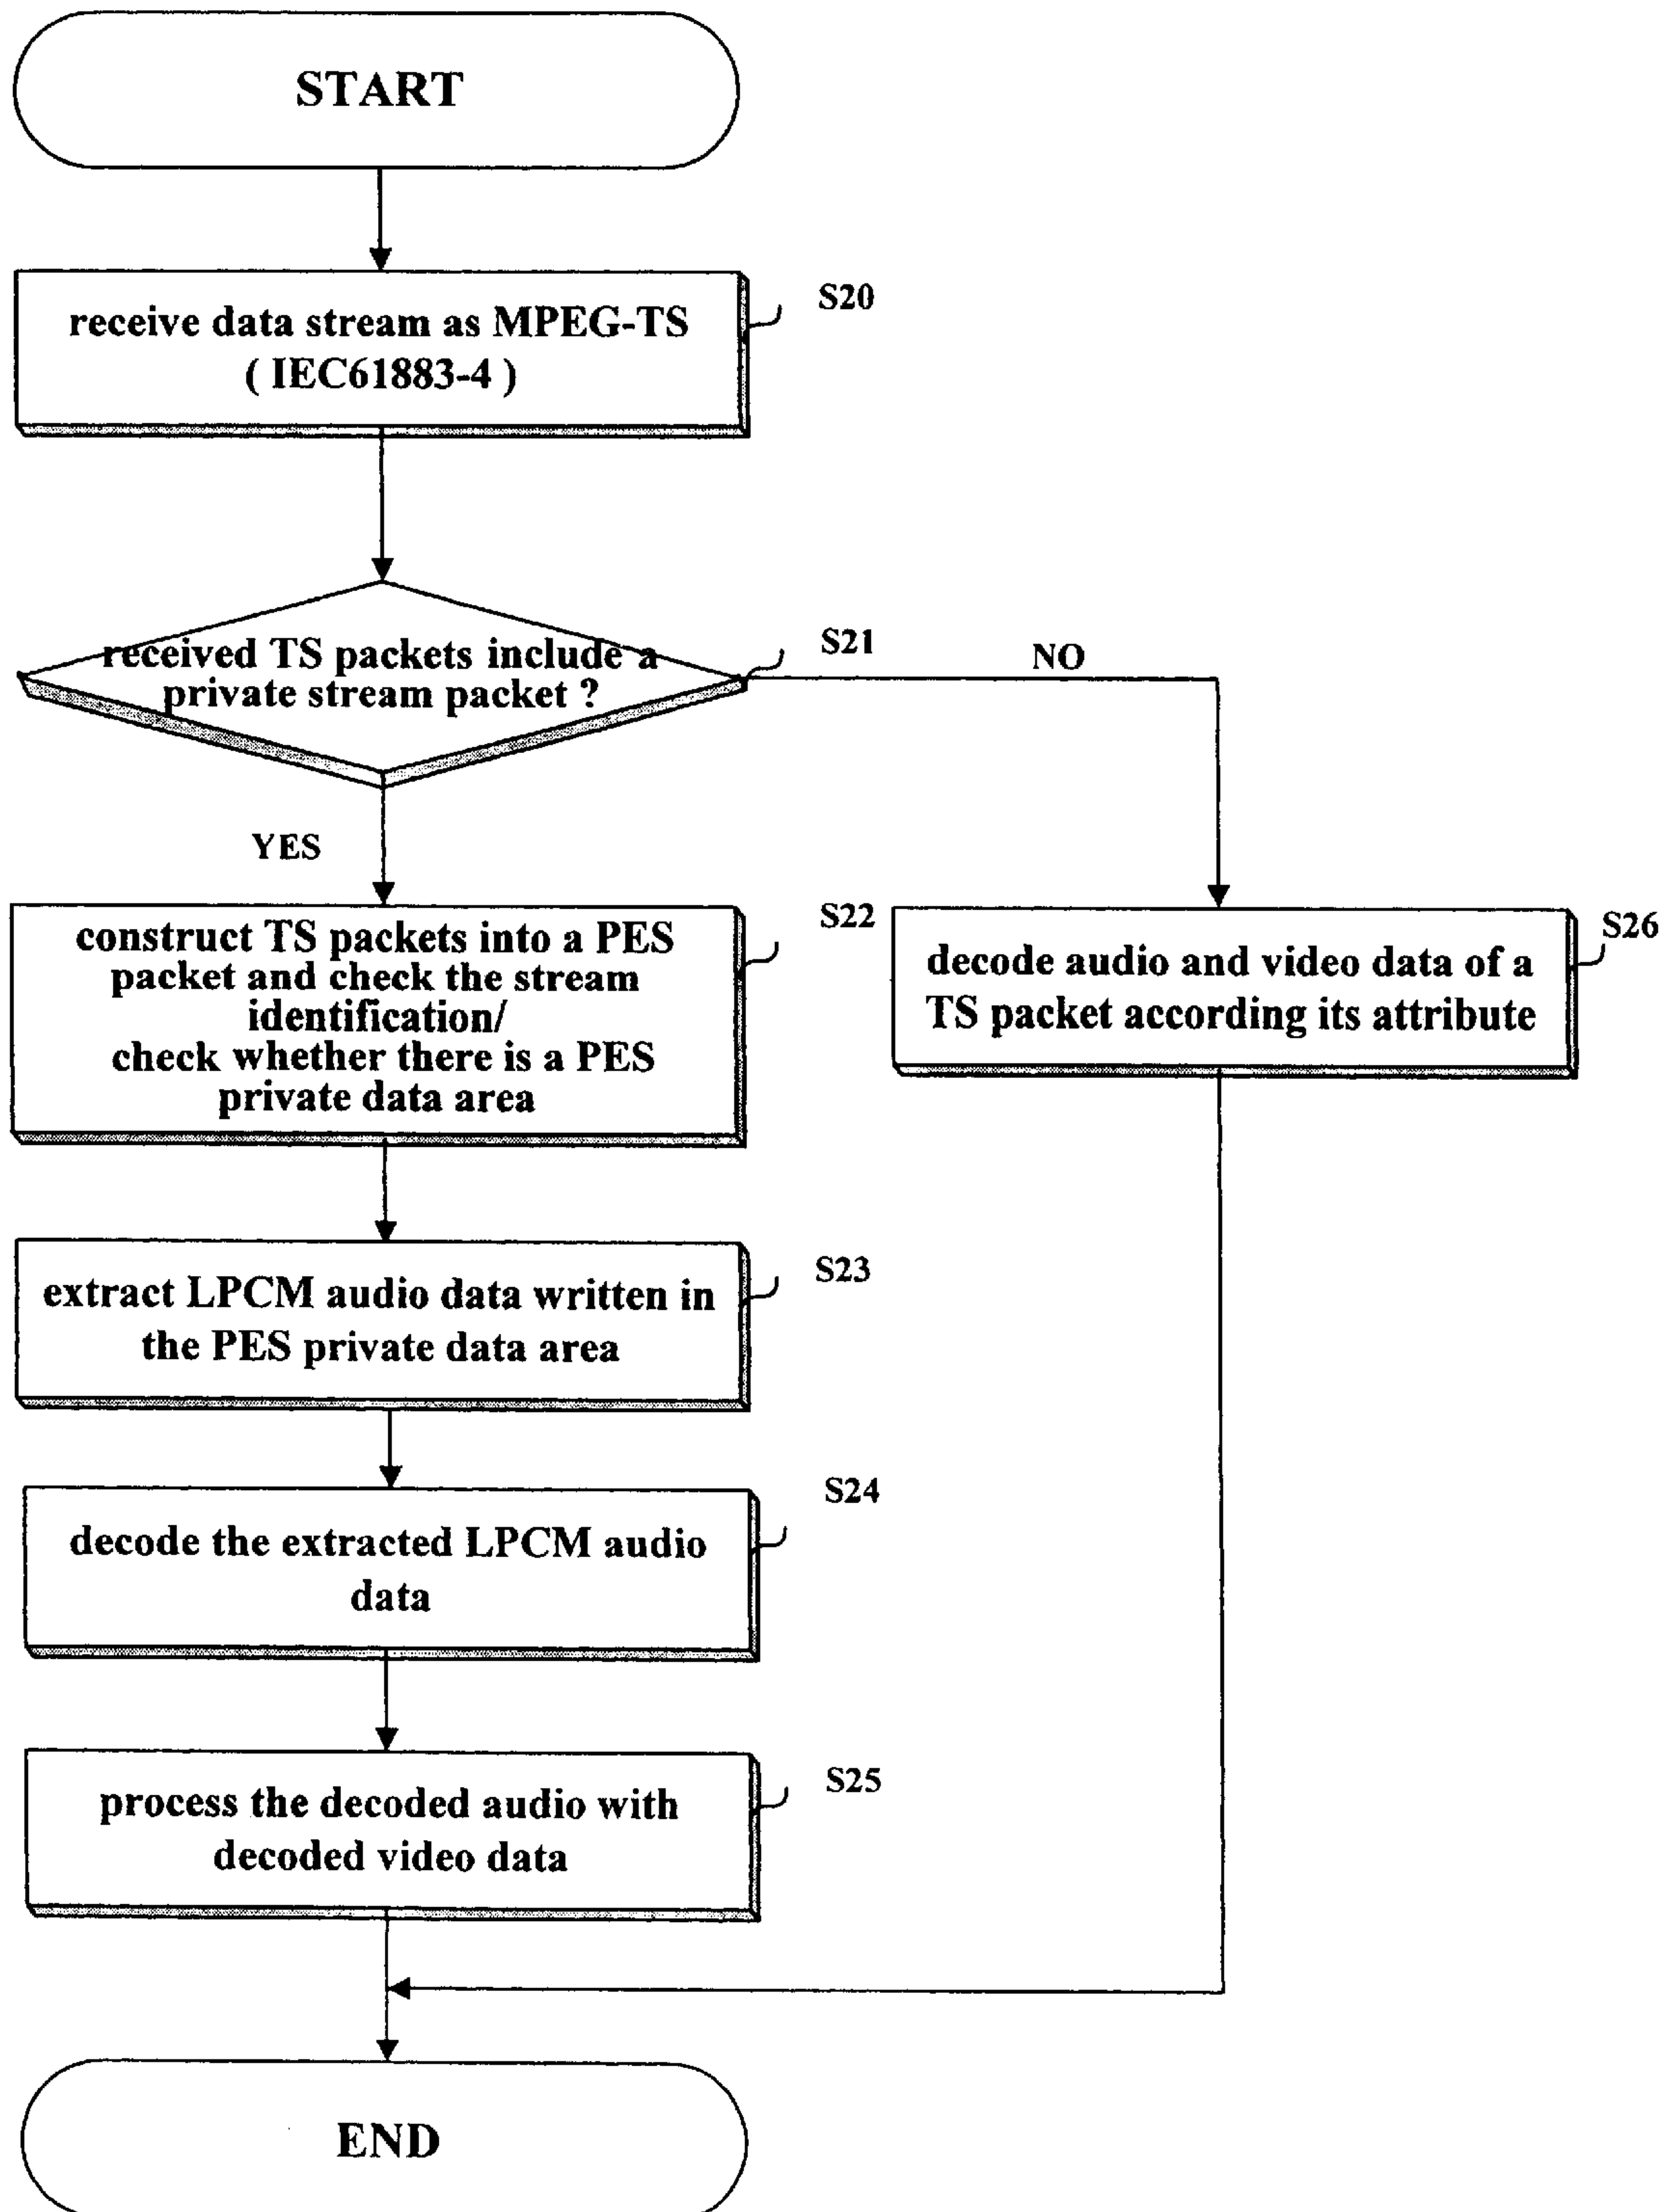 START
receive data stream as MPEG-TS
( IEC61883-4 )
S20
received TS packets include a
private stream packet ?
S21
NO
YES
construct TS packets into a PES
packet and check the stream
identification/
check whether there is a PES
private data area
S22
decode audio and video data of a
TS packet according its attribute
S26
extract LPCM audio data written in
the PES private data area
S23
decode the extracted LPCM audio
data
S24
process the decoded audio with
decoded video data
S25
END